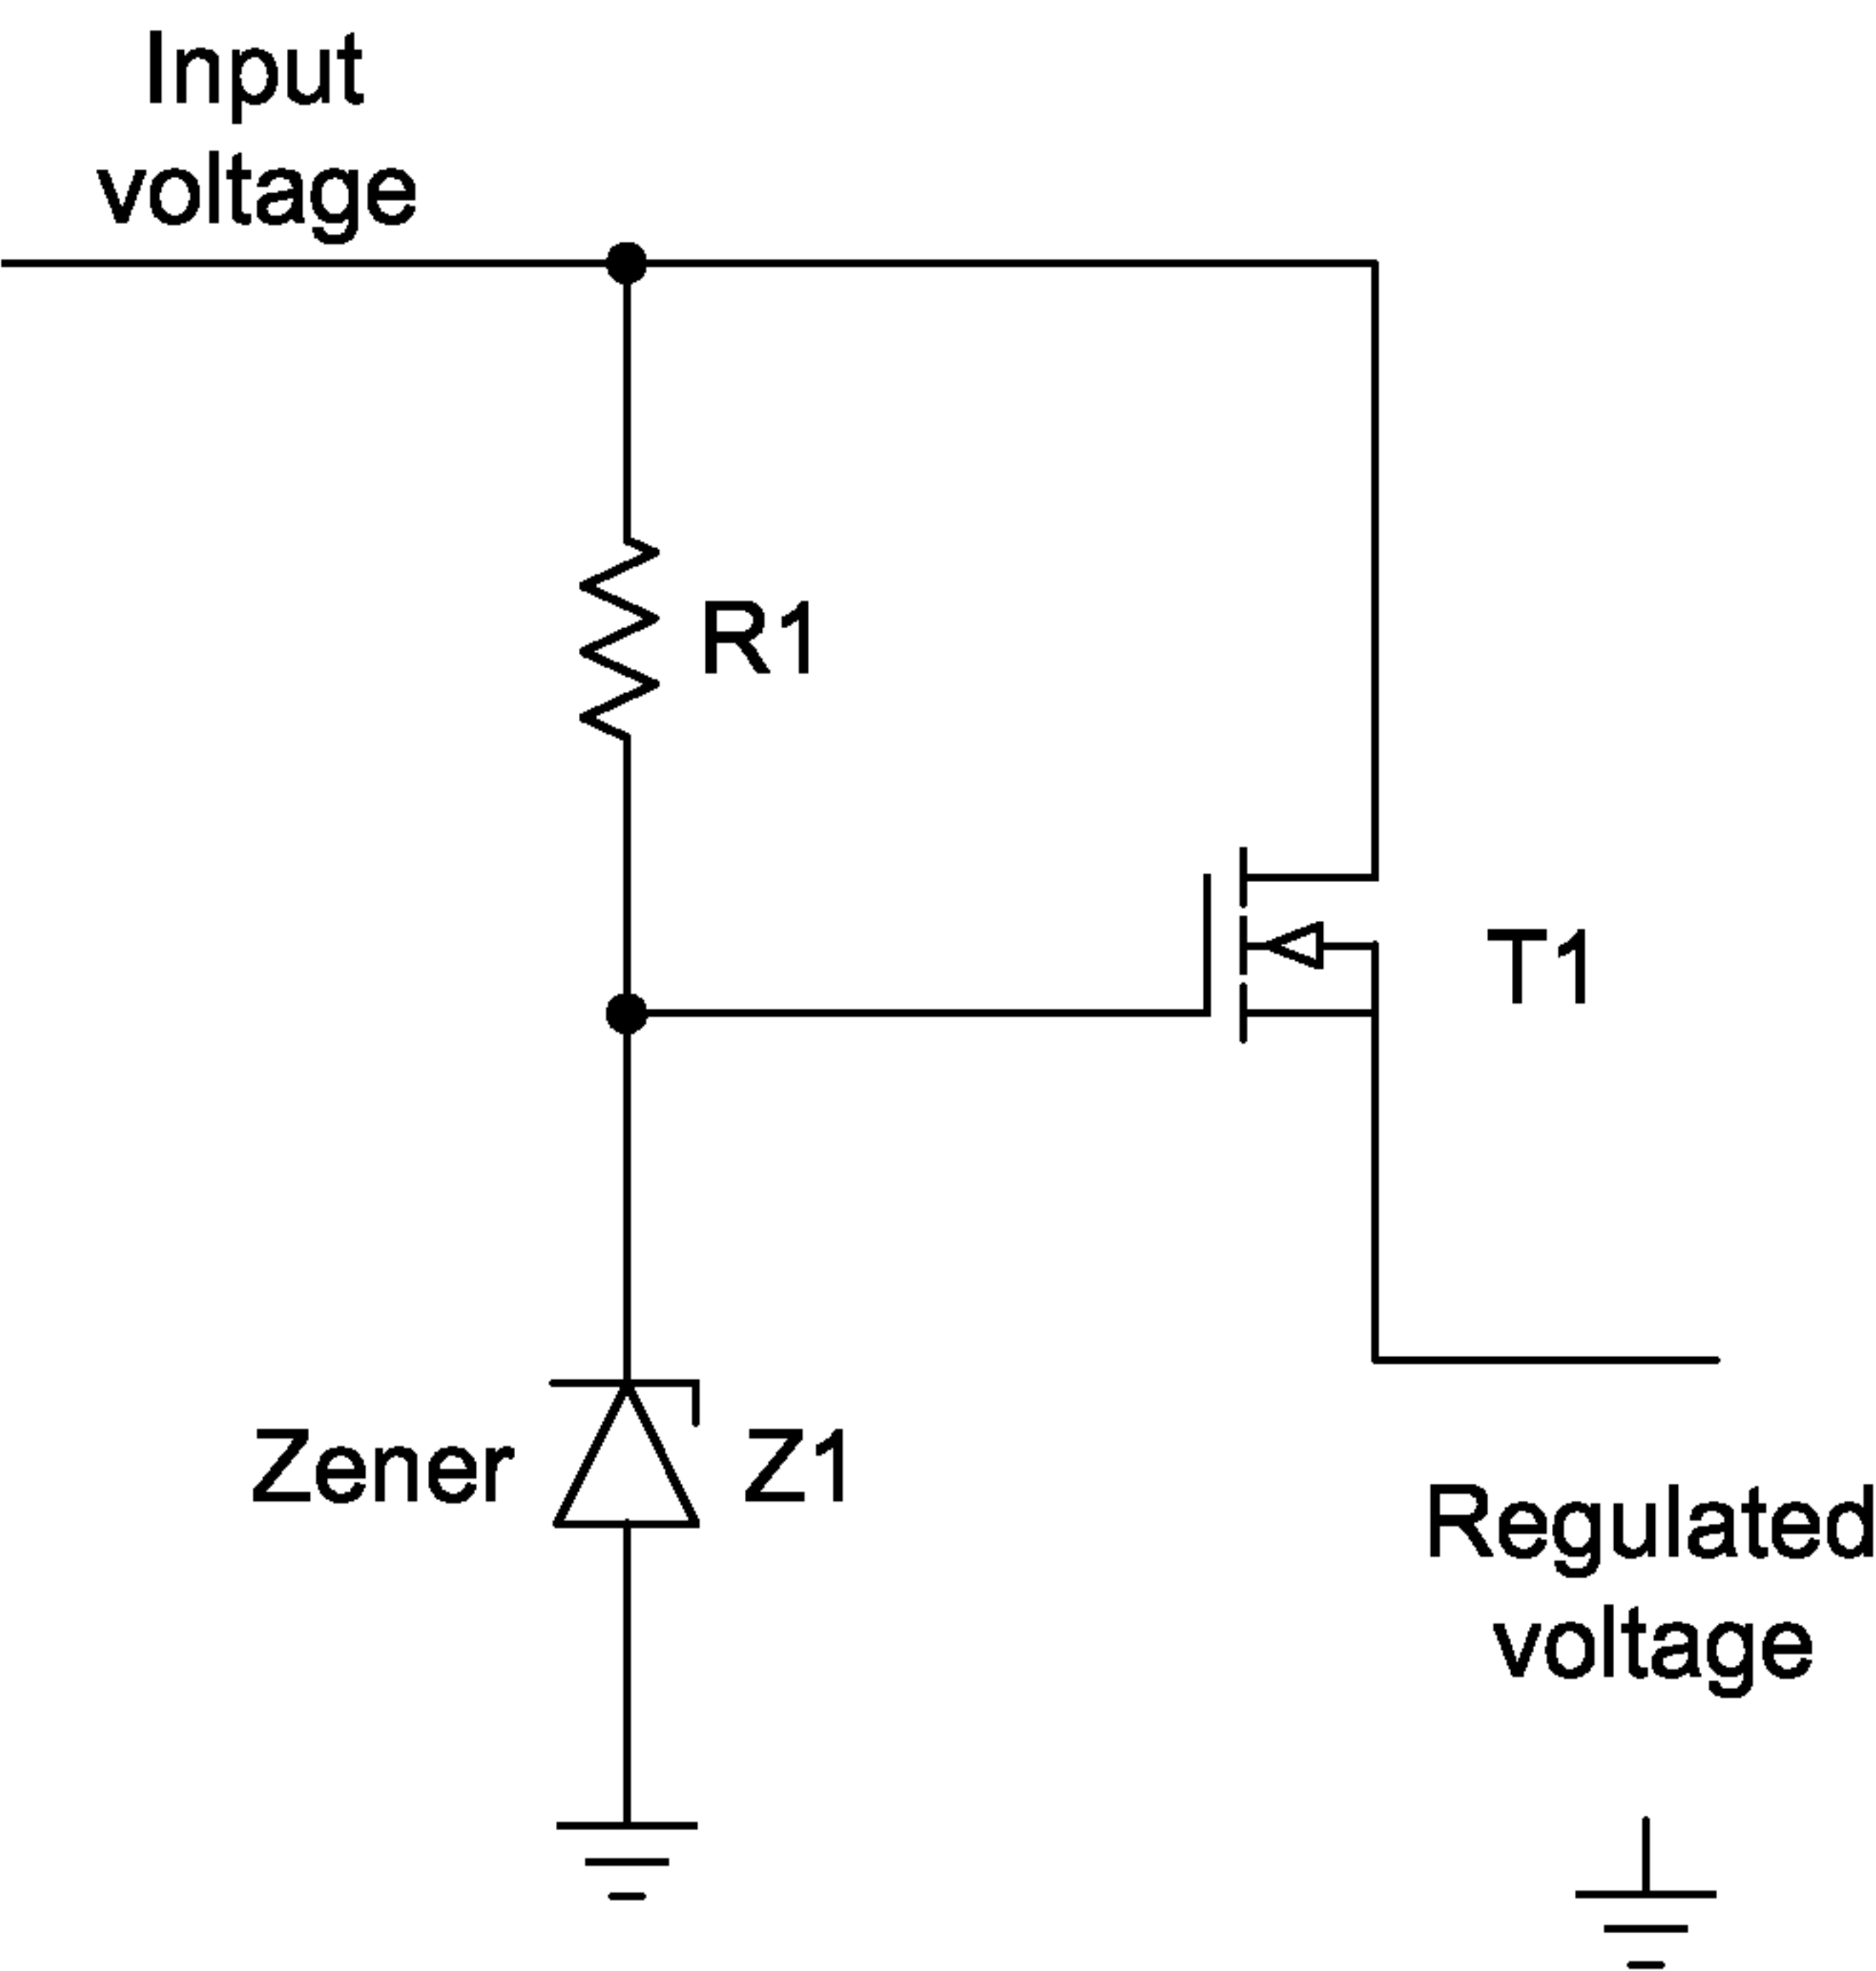 Input
voltage
R1
T1
Zener
Z1
Regulated
voltage